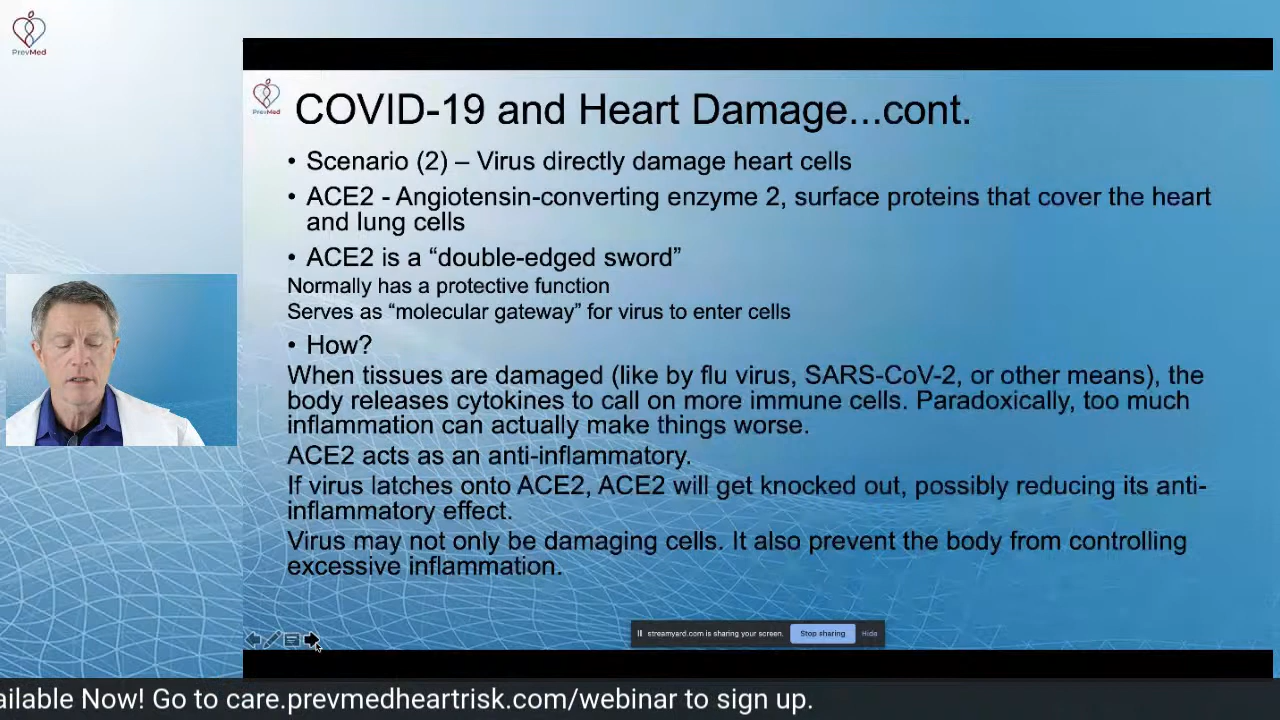 PrevMed
PrevMed
COVID-19 and Heart Damage...cont.
• Scenario (2) – Virus directly damage heart cells
• ACE2 - Angiotensin-converting enzyme 2, surface proteins that cover the heart
and lung cells
• ACE2 is a “double-edged sword”
Normally has a protective function
Serves as “molecular gateway” for virus to enter cells
• How?
When tissues are damaged (like by flu virus, SARS-CoV-2, or other means), the
body releases cytokines to call on more immune cells. Paradoxically, too much
inflammation can actually make things worse.
ACE2 acts as an anti-inflammatory.
If virus latches onto ACE2, ACE2 will get knocked out, possibly reducing its anti-
inflammatory effect.
Virus may not only be damaging cells. It also prevent the body from controlling
excessive inflammation.
streamyard.com is sharing your screen. Stop sharing Hide
ailable Now! Go to care.prevmedheartrisk.com/webinar to sign up.